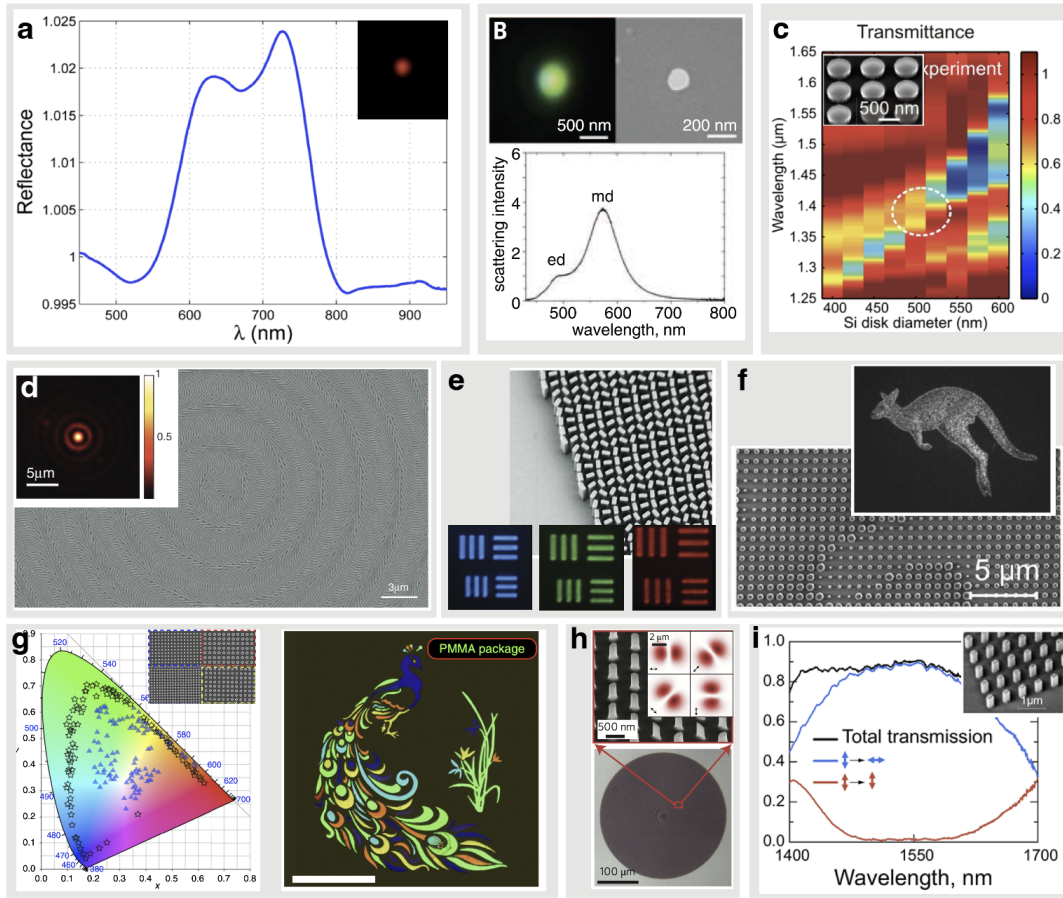 a
1.025
1.02
1.015
1.01
1.005
1
0.995
Reflectance
500
600
700
800
900
λ (nm)
B
500 nm
200 nm
6
4
2
0
scattering intensity
ed
md
500
600
700
800
wavelength, nm
c
Transmittance
xperiment
500 nm
1.65
1.6
1.55
1.5
1.45
1.4
1.35
1.3
1.25
Wavelength (μm)
400
450
500
550
600
Si disk diameter (nm)
1
0.8
0.6
0.4
0.2
0
d
5μm
1
0.5
3μm
e
f
5 μm
g
0.9
0.8
0.7
0.6
0.5
0.4
0.3
0.2
0.1
0.0
0.0 0.1 0.2 0.3 0.4 0.5 0.6 0.7 0.8
x
520
540
580
600
620
700
500
490
480
470
460
380
PMMA package
h
2 μm
500 nm
100 μm
i
1.0
0.8
0.6
0.4
0.2
0.0
1μm
Total transmission
1400
1550
1700
Wavelength, nm